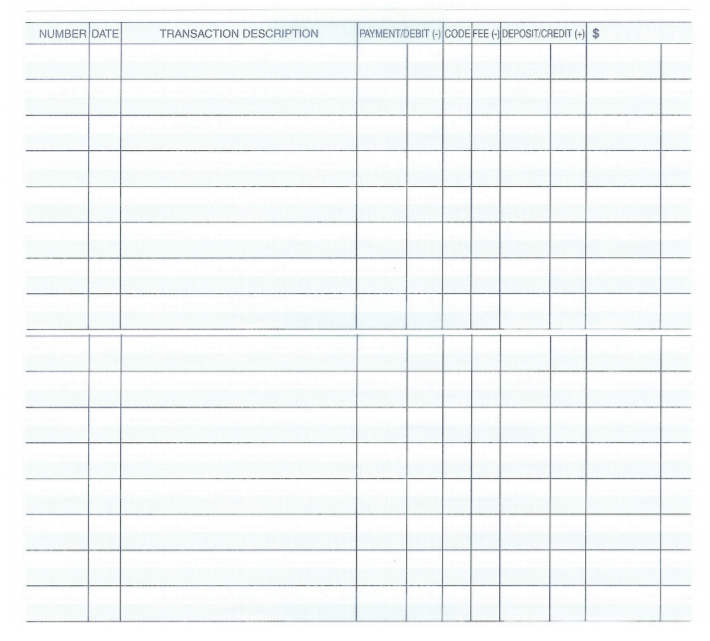 NUMBER DATE TRANSACTION DESCRIPTION PAYMENT/DEBIT (-) CODE FEE (-) DEPOSIT/CREDIT (+) $